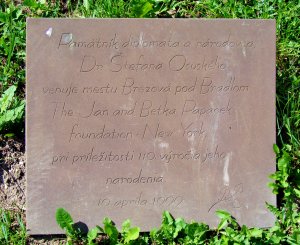 Pamätník diplomata a národovca
Dr. Štefana Osuského
venuje mestu Brezová pod Bradlom
The Jan and Betka Papanek
foundation - New York,
pri príležitosti 110. výročia jeho
narodenia.
10. apríla 1999